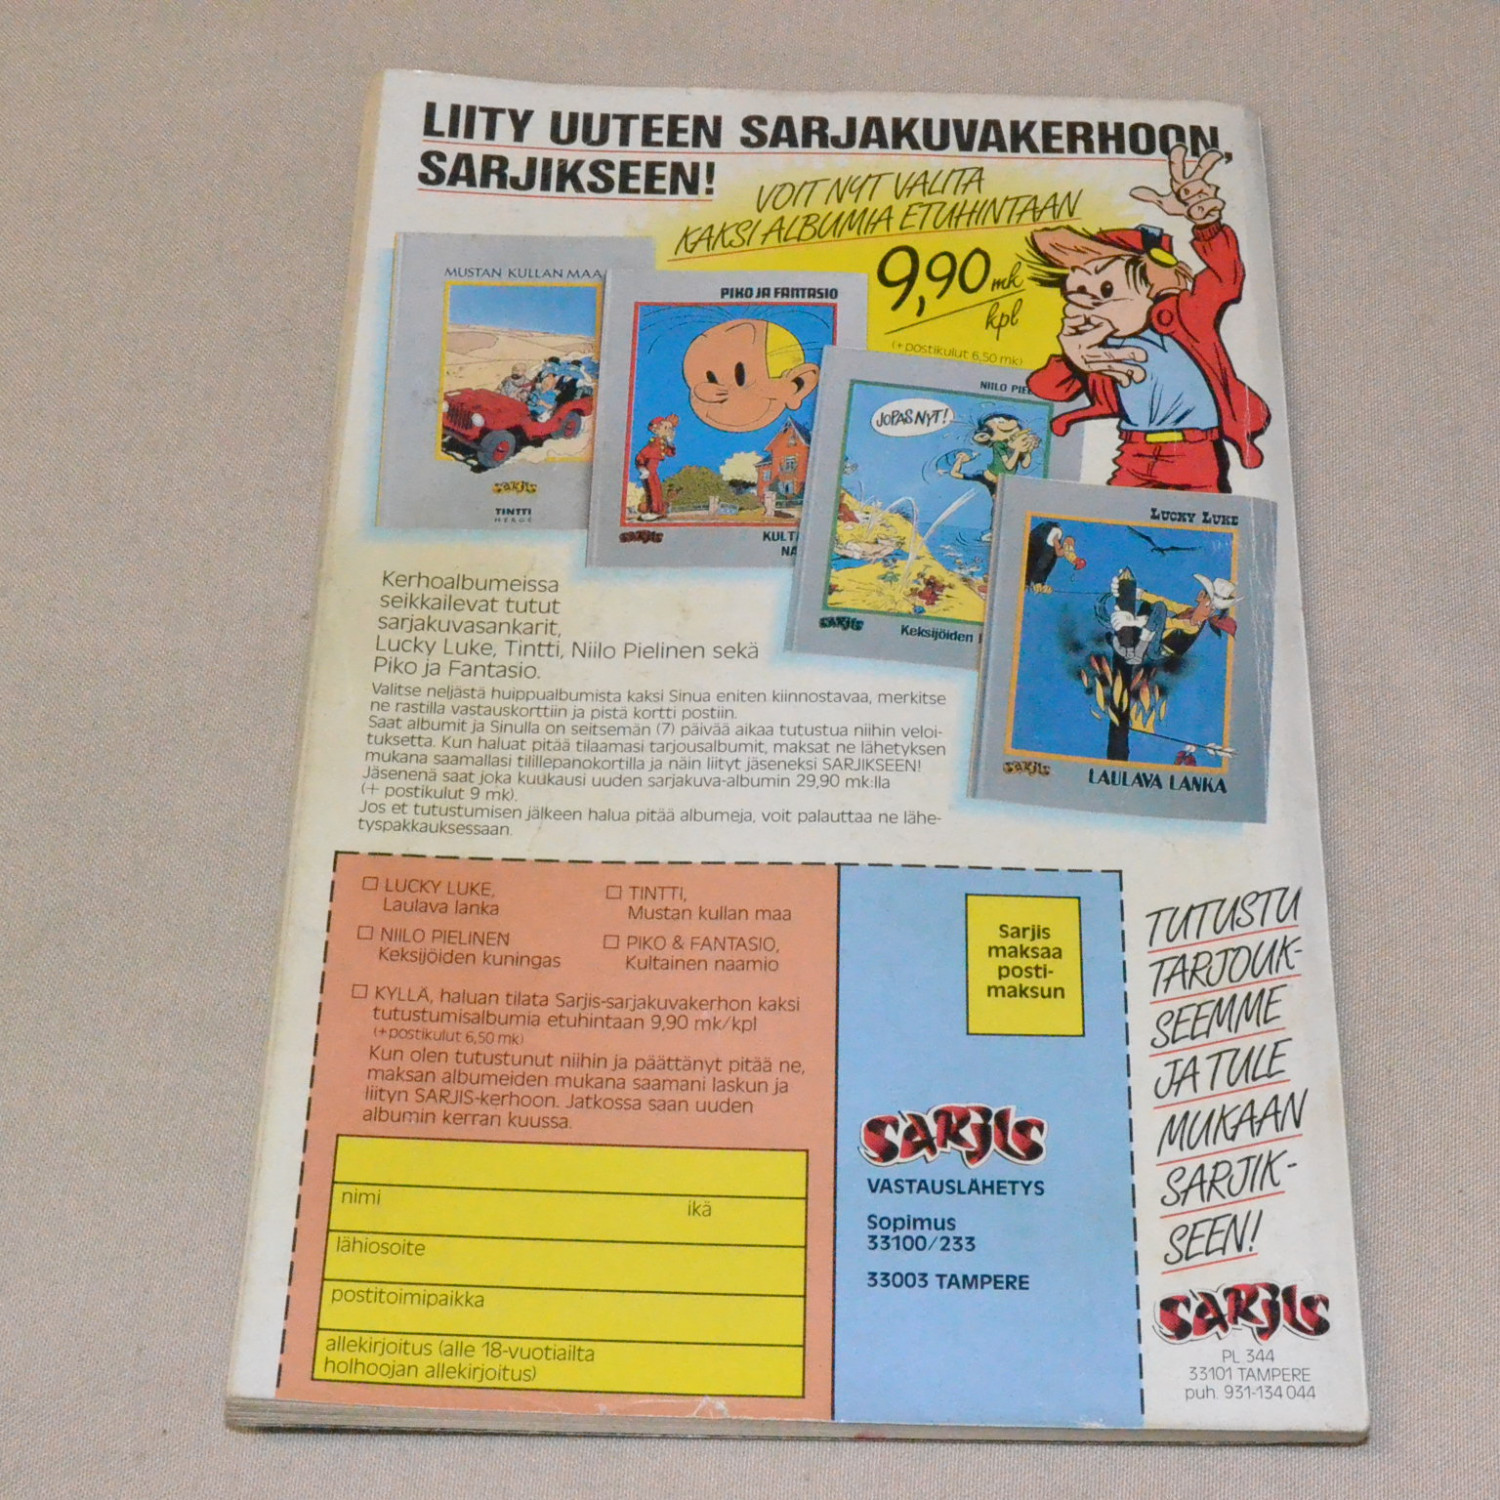 LIITY UUTEEN SARJAKUVAKERHOON,
SARJIKSEEN!
VOIT NYT VALITA
KAKSI ALBUMIA ETUHINTAAN
9,90 mk
kpl
(+ postikulut 6,50 mk)
MUSTAN KULLAN MAA
SARJIS
TINTTI
HERGÉ
PIKO JA FANTASIO
SARJIS
JOPAS NYT!
SARJIS
Keksijöiden
LUCKY LUKE
SARJIS
LAULAVA LANKA
Kerhoalbumeissa
seikkailevat tutut
sarjakuvasankarit,
Lucky Luke, Tintti, Niilo Pielinen sekä
Piko ja Fantasio.
Valitse neljästä huippualbumista kaksi Sinua eniten kiinnostavaa, merkitse
ne rastilla vastauskorttiin ja pistä kortti postiin.
Saat albumit ja Sinulla on seitsemän (7) päivää aikaa tutustua niihin veloi-
tuksetta. Kun haluat pitää tilaamasi tarjousalbumit, maksat ne lähetyksen
mukana saamallasi tilillepanokortilla ja näin liityt jäseneksi SARJIKSEEN!
Jäsenenä saat joka kuukausi uuden sarjakuva-albumin 29,90 mk:lla
(+ postikulut 9 mk).
Jos et tutustumisen jälkeen halua pitää albumeja, voit palauttaa ne lähe-
tyspakkauksessaan.
LUCKY LUKE,
Laulava lanka
TINTTI,
Mustan kullan maa
NIILO PIELINEN
Keksijöiden kuningas
PIKO & FANTASIO,
Kultainen naamio
KYLLÄ, haluan tilata Sarjis-sarjakuvakerhon kaksi
tutustumisalbumia etuhintaan 9,90 mk/kpl
(+postikulut 6,50 mk)
Kun olen tutustunut niihin ja päättänyt pitää ne,
maksan albumeiden mukana saamani laskun ja
liityn SARJIS-kerhoon. Jatkossa saan uuden
albumin kerran kuussa.
nimi ikä
lähiosoite
postitoimipaikka
allekirjoitus (alle 18-vuotiailta
holhoojan allekirjoitus)
Sarjis
maksaa
posti-
maksun
SARJIS
VASTAUSLÄHETYS
Sopimus
33100/233
33003 TAMPERE
TUTUSTU
TARJOUK-
SEEMME
JA TULE
MUKAAN
SARJIK-
SEEN!
SARJIS
PL 344
33101 TAMPERE
puh. 931-134 044